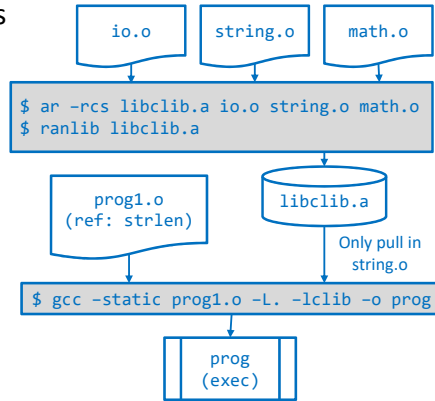 s
io.o string.o math.o
$ ar –rcs libclib.a io.o string.o math.o
$ ranlib libclib.a
prog1.o
(ref: strlen)
libclib.a
Only pull in
string.o
$ gcc –static prog1.o –L. –lclib –o prog
prog
(exec)